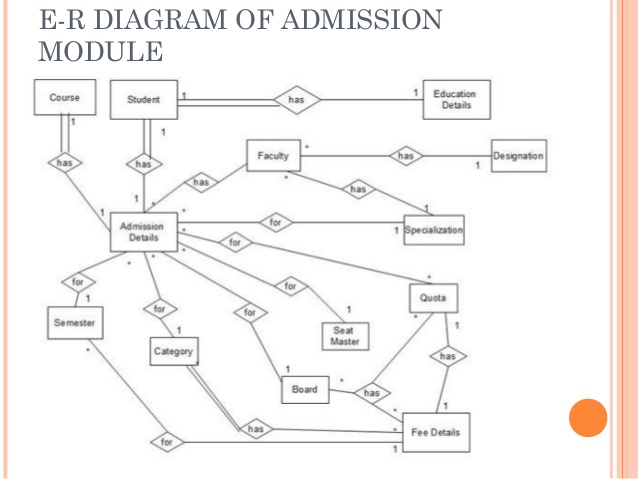 E-R DIAGRAM OF ADMISSION
MODULE
Course
Student
1
has
1
Education
Details
1
1
Faculty
*
has
1
Designation
has
has
has
*
has
1
1
1
*
Admission
Details
*
for
1
Specialization
*
for
*
*
*
*
for
for
for
for
*
Quota
1
1
*
1
Semester
1
Seat
Master
*
Category
*
has
1
Board
*
has
1
*
has
*
Fee Details
for
1